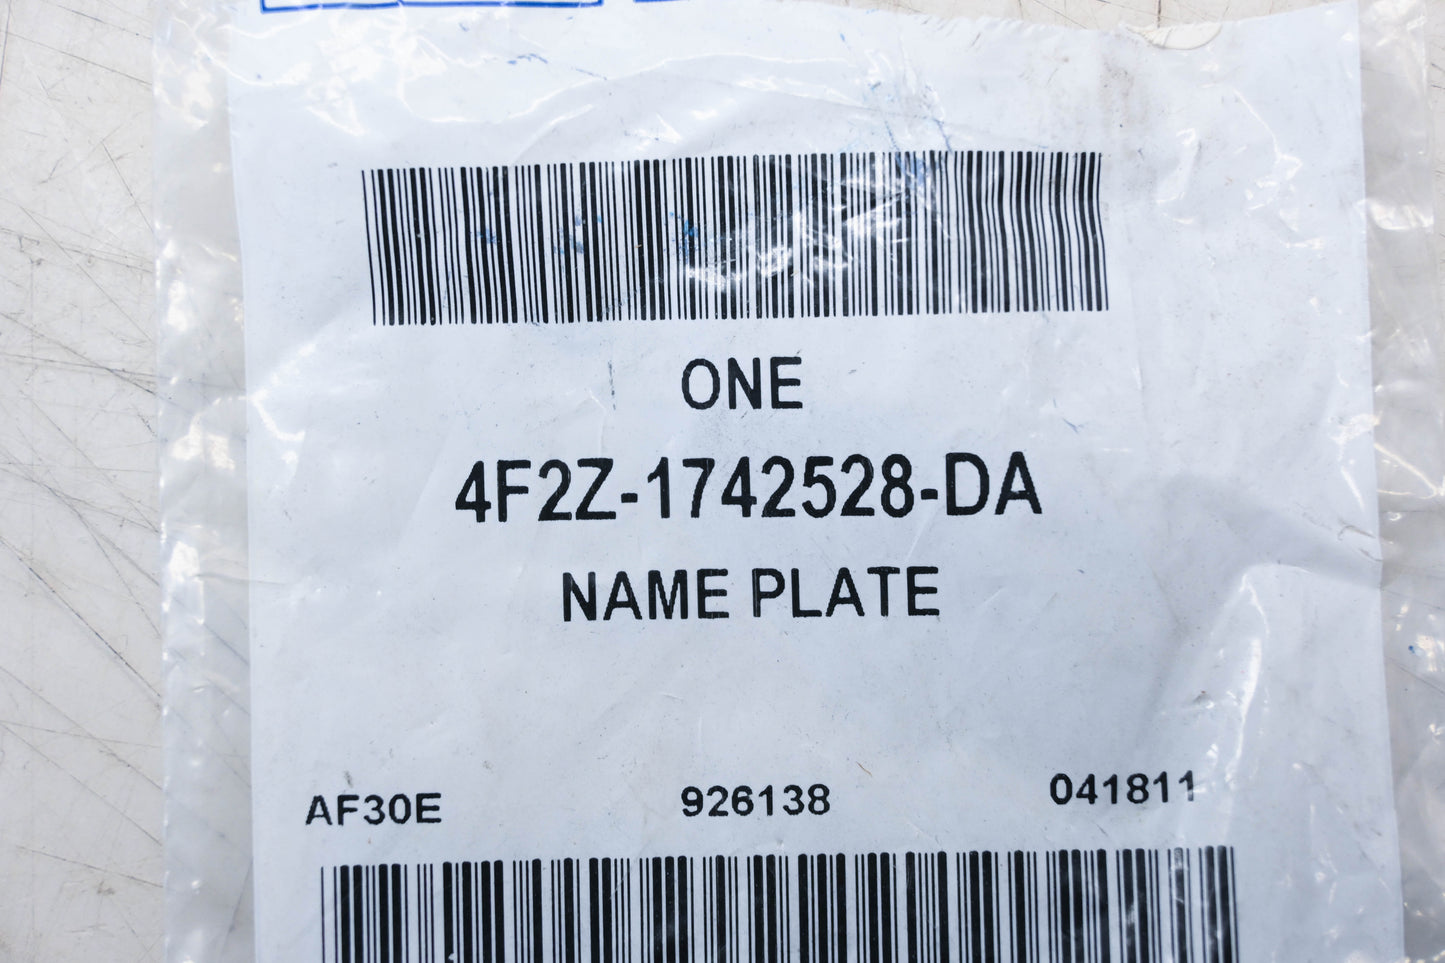 ONE
4F2Z-1742528-DA
NAME PLATE
AF30E 926138 041811